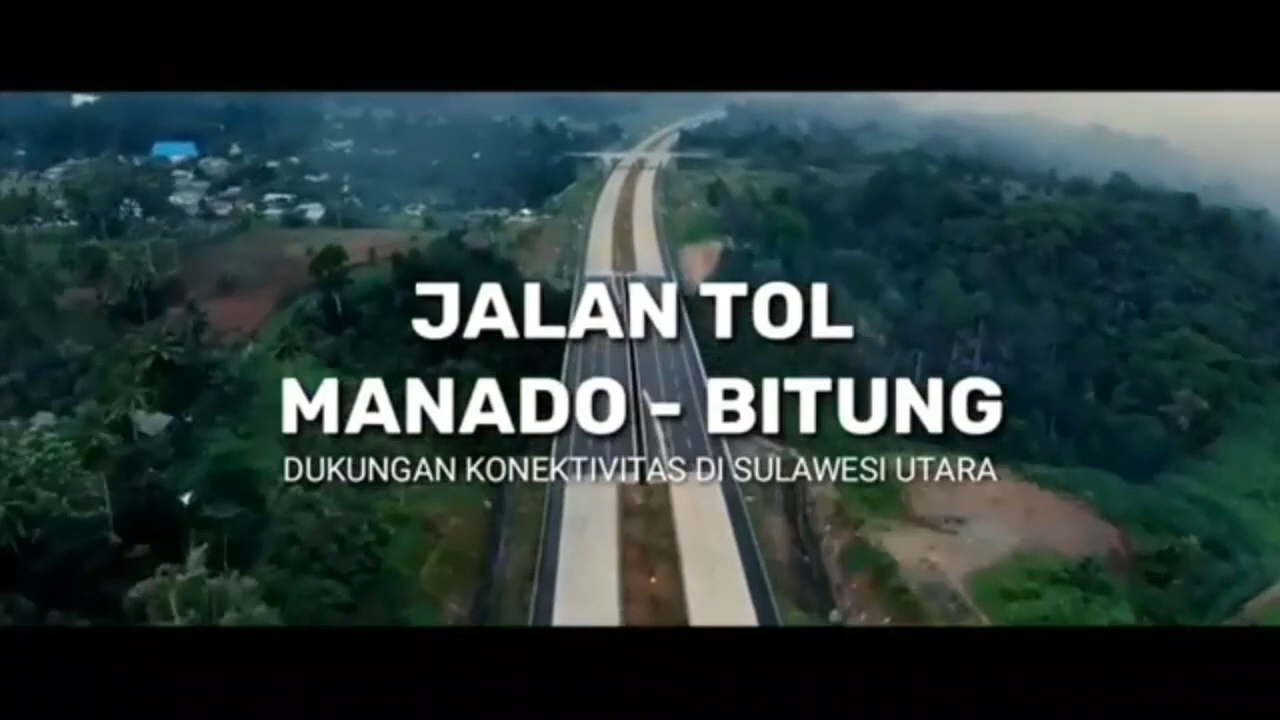 JALAN TOL
MANADO - BITUNG
DUKUNGAN KONEKTIVITAS DI SULAWESI UTARA